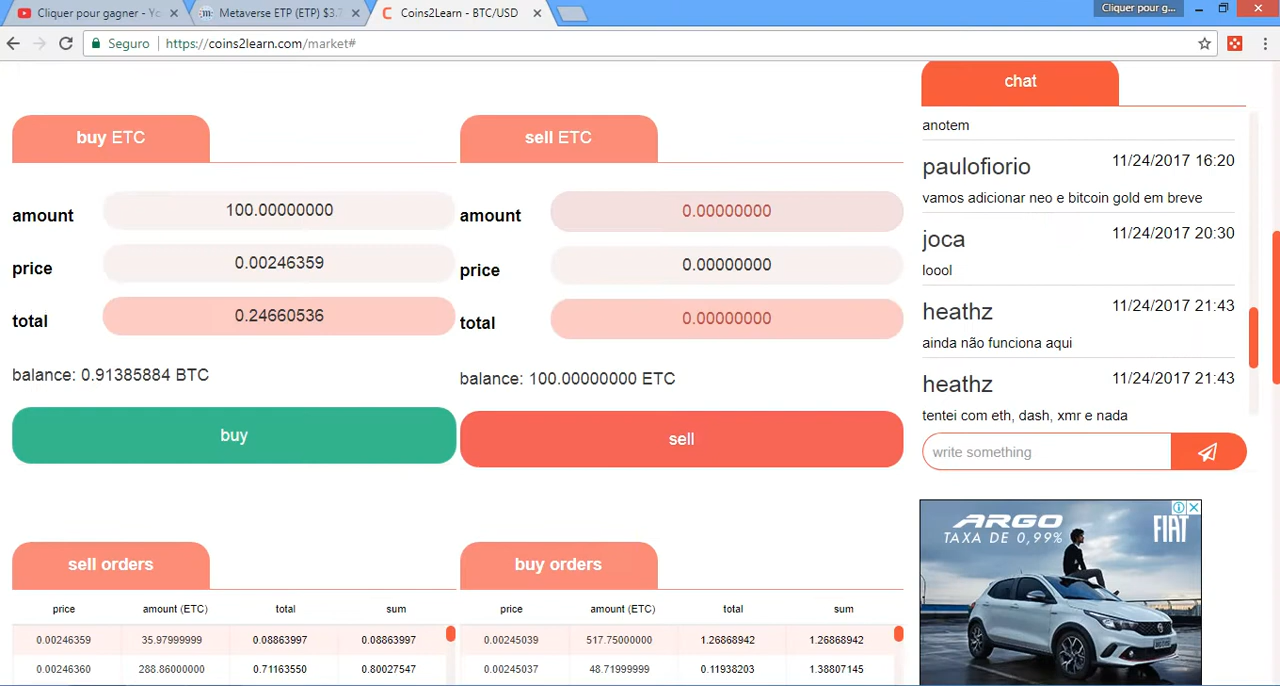 Cliquer pour gagner - Yo
Metaverse ETP (ETP) $3.7
Coins2Learn - BTC/USD
Cliquer pour g...
Seguro
https://coins2learn.com/market#
buy ETC
amount 100.00000000
price 0.00246359
total 0.24660536
balance: 0.91385884 BTC
buy
sell ETC
amount 0.00000000
price 0.00000000
total 0.00000000
balance: 100.00000000 ETC
sell
sell orders
price amount (ETC) total sum
0.00246359 35.97999999 0.08863997 0.08863997
0.00246360 288.86000000 0.71163550 0.80027547
buy orders
price amount (ETC) total sum
0.00245039 517.75000000 1.26868942 1.26868942
0.00245037 48.71999999 0.11938203 1.38807145
chat
anotem
paulofiorio 11/24/2017 16:20
vamos adicionar neo e bitcoin gold em breve
joca 11/24/2017 20:30
loool
heathz 11/24/2017 21:43
ainda não funciona aqui
heathz 11/24/2017 21:43
tentei com eth, dash, xmr e nada
write something
ARGO
TAXA DE 0,99%
FIAT